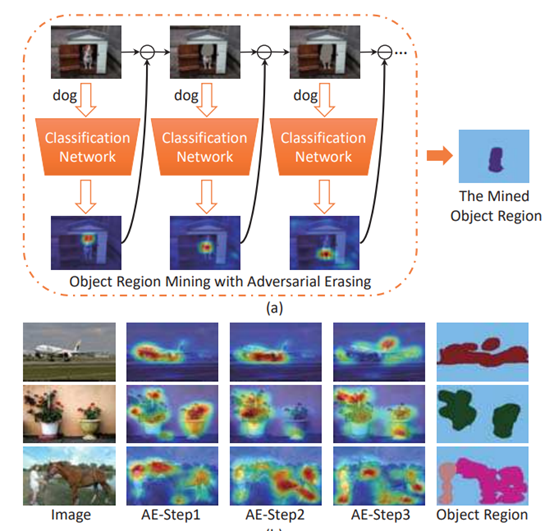 dog dog dog
Classification Classification Classification
Network Network Network
The Mined
Object Region
Object Region Mining with Adversarial Erasing
(a)
Image AE-Step1 AE-Step2 AE-Step3 Object Region